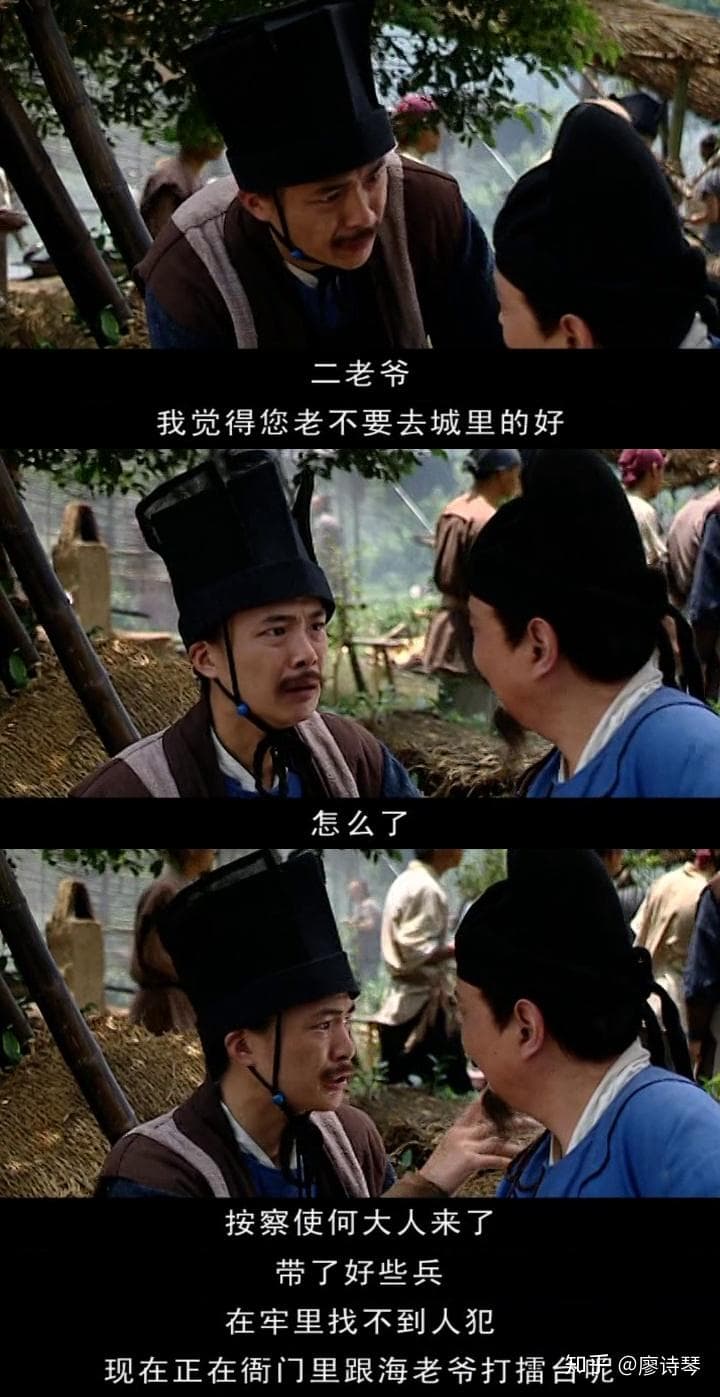 二老爷
我觉得您老不要去城里的好
怎么了
按察使何大人来了
带了好些兵
在牢里找不到人犯
现在正在衙门里跟海老爷打擂台呢
知乎 @廖诗琴